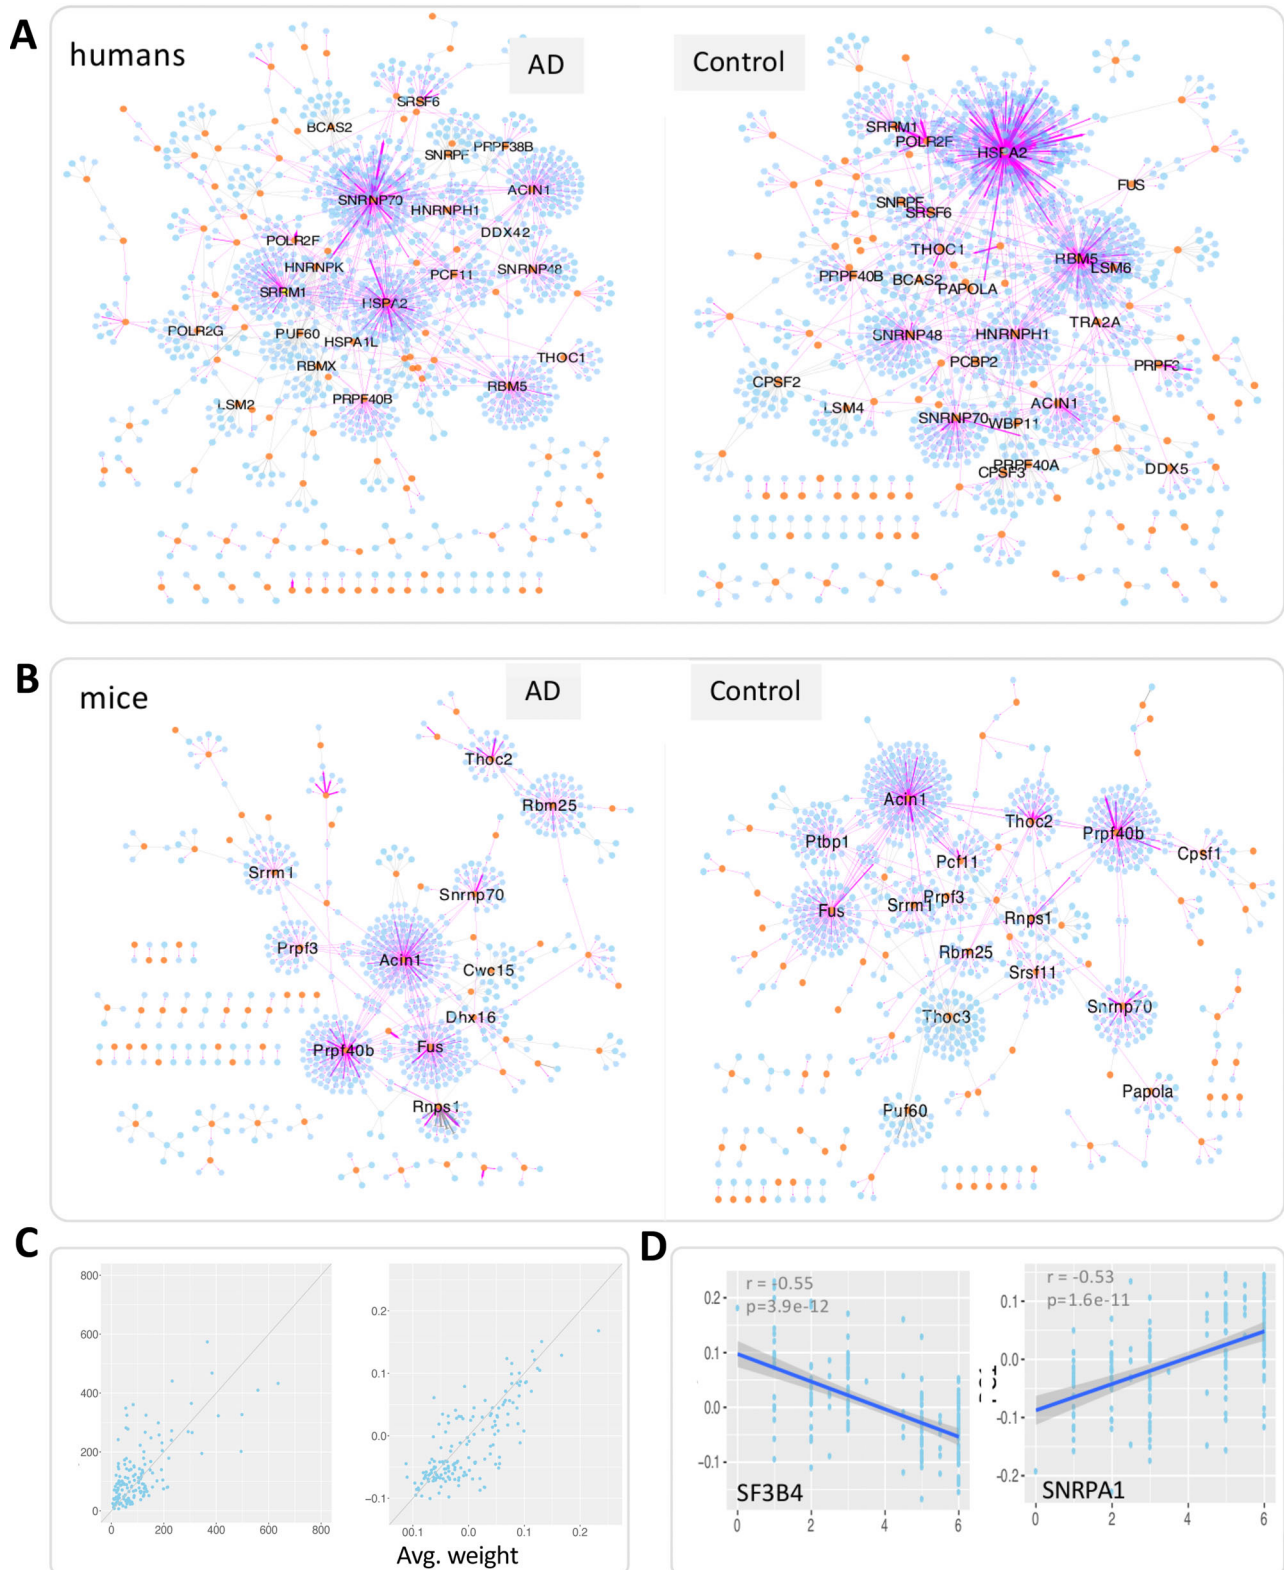 A
humans
AD
Control
SRSF6
BCAS2
SNRPF
PRPF38B
SNRNP70
ACIN1
HNRNPH1
POLR2F
DDX42
HNRNPK
PCF11
SNRNP48
SRRM1
HSPA2
POLR2G
PUF60
HSPA1L
RBMX
THOC1
RBM5
LSM2
PRPF40B
SRRM1
POLR2F
HSPA2
FUS
SNRPF
SRSF6
THOC1
RBM5
LSM6
PRPF40B
BCAS2
PAPOLA
TRA2A
SNRNP48
HNRNPH1
PCBP2
CPSF2
LSM4
ACIN1
SNRNP70
WBP11
PRPF40A
CPSF3
DDX5
B
mice
AD
Control
Thoc2
Rbm25
Srrm1
Snrnp70
Prpf3
Acin1
Cwc15
Dhx16
Prpf40b
Fus
Rnps1
Acin1
Thoc2
Prpf40b
Ptbp1
Pcf11
Cpsf1
Fus
Srrm1
Prpf3
Rnps1
Rbm25
Srsf11
Thoc3
Snrnp70
Papola
Puf60
C
800
600
400
200
0
0 200 400 600 800
0.2
0.1
0.0
−0.1
00.1 0.0 0.1 0.2
Avg. weight
D
r = -0.55
p=3.9e-12
0.2
0.1
0.0
−0.1
SF3B4
0 2 4 6
r = -0.53
p=1.6e-11
0.1
0.0
−0.1
−0.2
SNRPA1
0 2 4 6